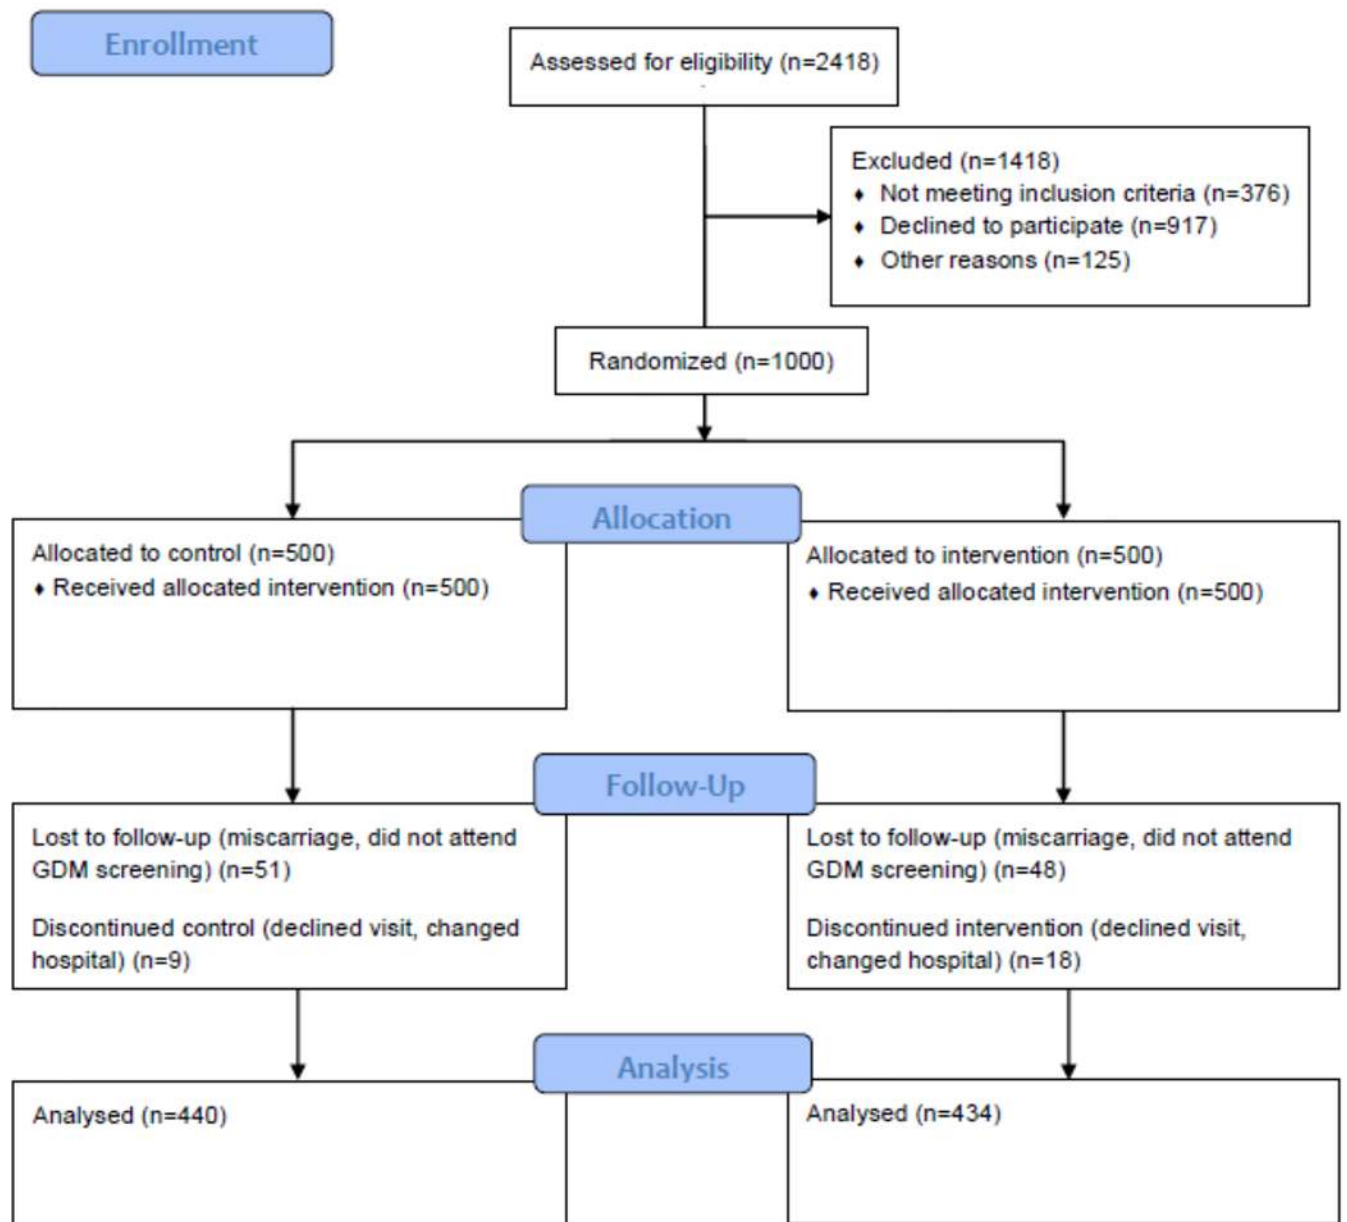 Enrollment
Assessed for eligibility (n=2418)
Excluded (n=1418)
♦ Not meeting inclusion criteria (n=376)
♦ Declined to participate (n=917)
♦ Other reasons (n=125)
Randomized (n=1000)
Allocation
Allocated to control (n=500)
♦ Received allocated intervention (n=500)
Allocated to intervention (n=500)
♦ Received allocated intervention (n=500)
Follow-Up
Lost to follow-up (miscarriage, did not attend
GDM screening) (n=51)
Discontinued control (declined visit, changed
hospital) (n=9)
Lost to follow-up (miscarriage, did not attend
GDM screening) (n=48)
Discontinued intervention (declined visit,
changed hospital) (n=18)
Analysis
Analysed (n=440)
Analysed (n=434)